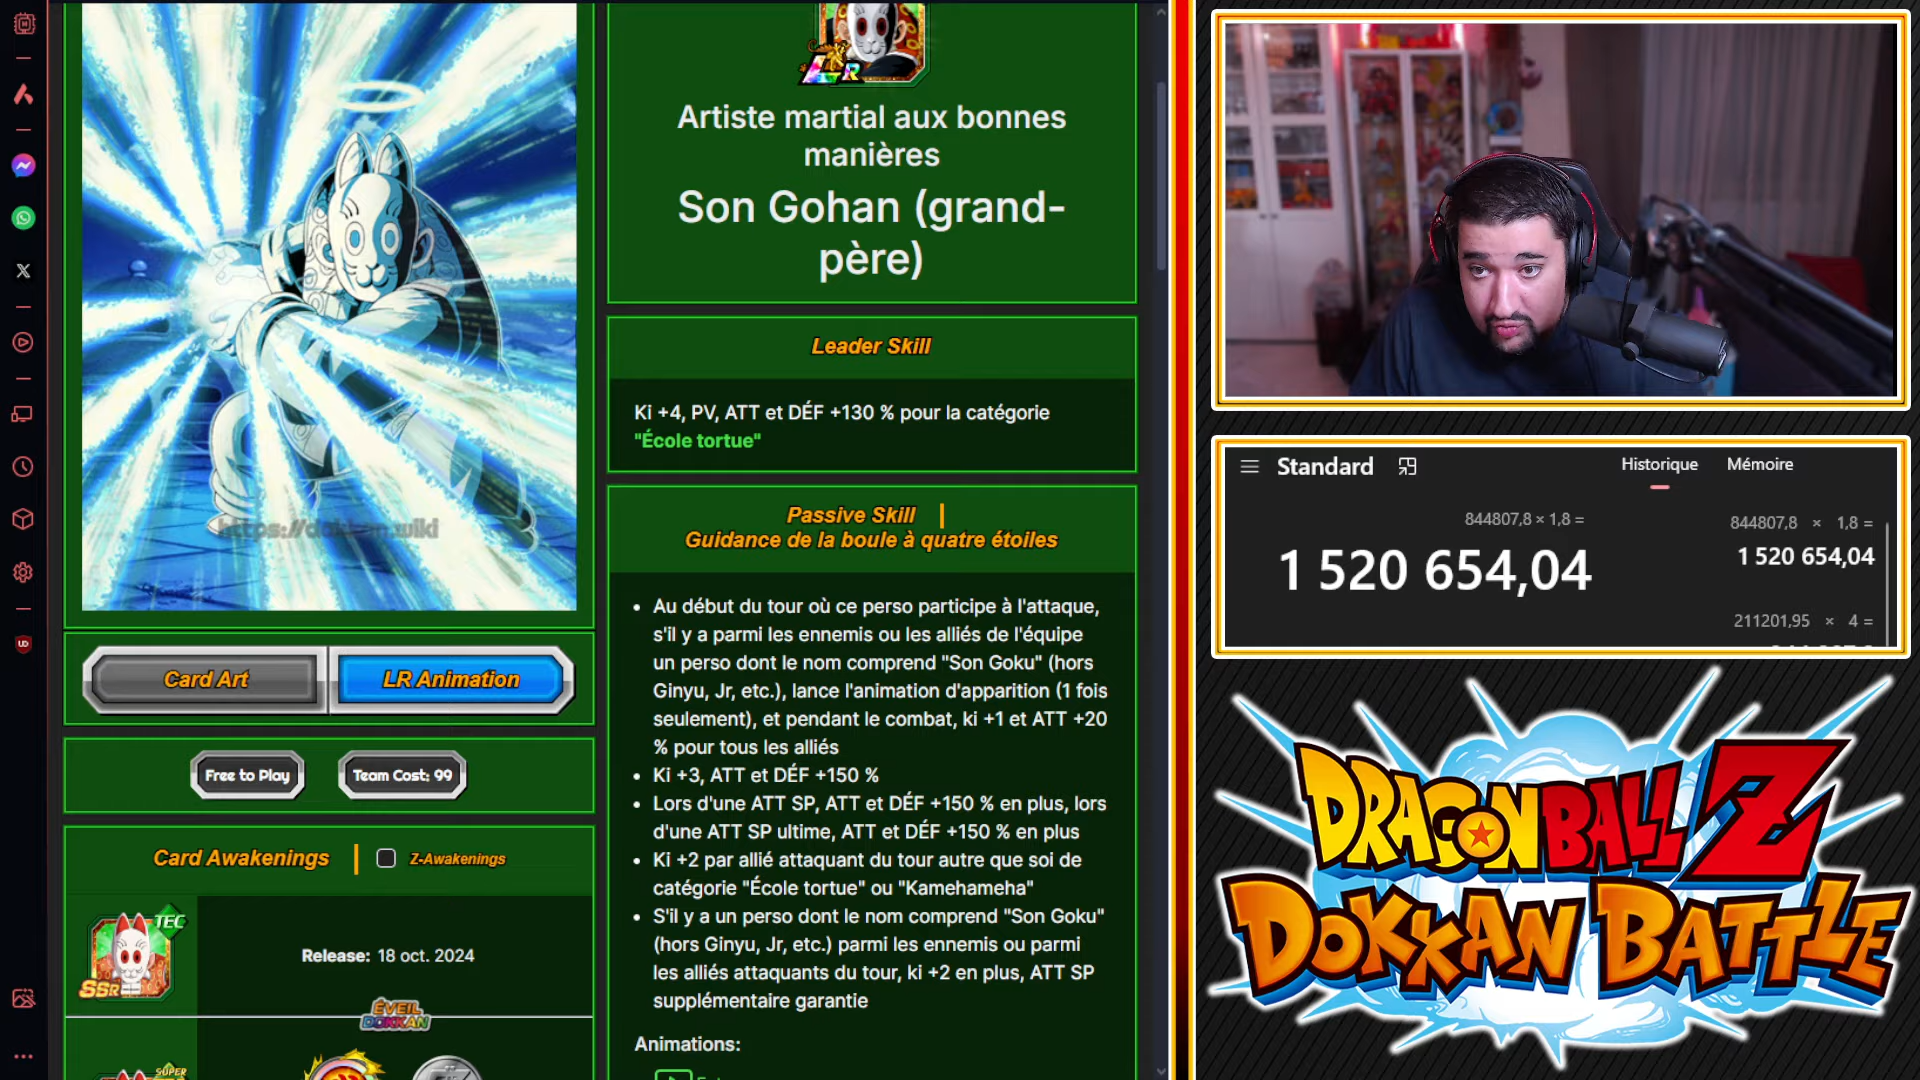 https://dokkan.wiki
Card Art
LR Animation
Free to Play
Team Cost: 99
Card Awakenings
Z-Awakenings
TEC
SSR
Release: 18 oct. 2024
ÉVEIL
DOKKAN
SUPER
LR
Artiste martial aux bonnes
manières
Son Gohan (grand-
père)
Leader Skill
Ki +4, PV, ATT et DÉF +130 % pour la catégorie
"École tortue"
Passive Skill
Guidance de la boule à quatre étoiles
• Au début du tour où ce perso participe à l'attaque,
s'il y a parmi les ennemis ou les alliés de l'équipe
un perso dont le nom comprend "Son Goku" (hors
Ginyu, Jr, etc.), lance l'animation d'apparition (1 fois
seulement), et pendant le combat, ki +1 et ATT +20
% pour tous les alliés
• Ki +3, ATT et DÉF +150 %
• Lors d'une ATT SP, ATT et DÉF +150 % en plus, lors
d'une ATT SP ultime, ATT et DÉF +150 % en plus
• Ki +2 par allié attaquant du tour autre que soi de
catégorie "École tortue" ou "Kamehameha"
• S'il y a un perso dont le nom comprend "Son Goku"
(hors Ginyu, Jr, etc.) parmi les ennemis ou parmi
les alliés attaquants du tour, ki +2 en plus, ATT SP
supplémentaire garantie
Animations:
Standard
Historique
Mémoire
844807,8 × 1,8 =
1 520 654,04
844807,8 × 1,8 =
1 520 654,04
211201,95 × 4 =
DRAGONBALL Z
DOKKAN BATTLE